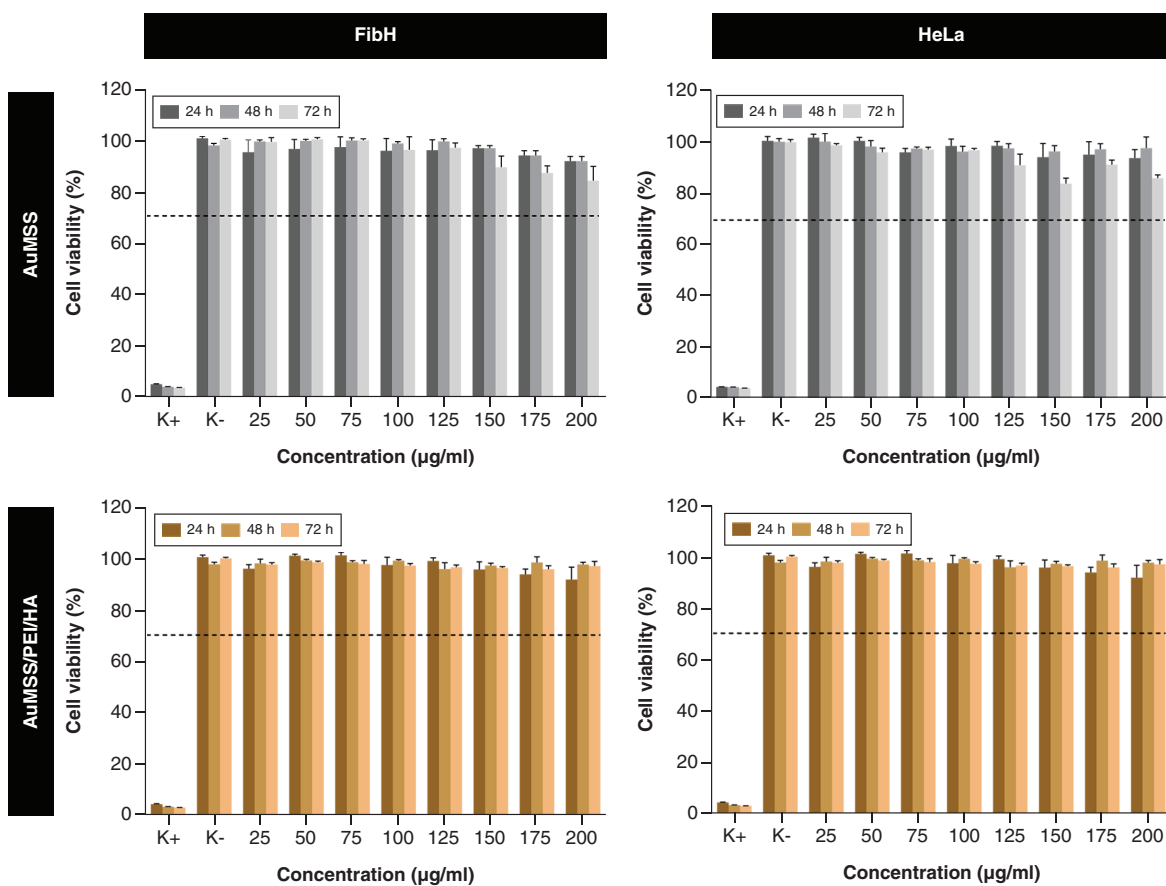 FibH
HeLa
AuMSS
Cell viability (%)
120
100
80
60
40
20
0
24 h 48 h 72 h
K+ K- 25 50 75 100 125 150 175 200
Concentration (µg/ml)
Cell viability (%)
120
100
80
60
40
20
0
24 h 48 h 72 h
K+ K- 25 50 75 100 125 150 175 200
Concentration (µg/ml)
AuMSS/PEI/HA
Cell viability (%)
120
100
80
60
40
20
0
24 h 48 h 72 h
K+ K- 25 50 75 100 125 150 175 200
Concentration (µg/ml)
Cell viability (%)
120
100
80
60
40
20
0
24 h 48 h 72 h
K+ K- 25 50 75 100 125 150 175 200
Concentration (µg/ml)